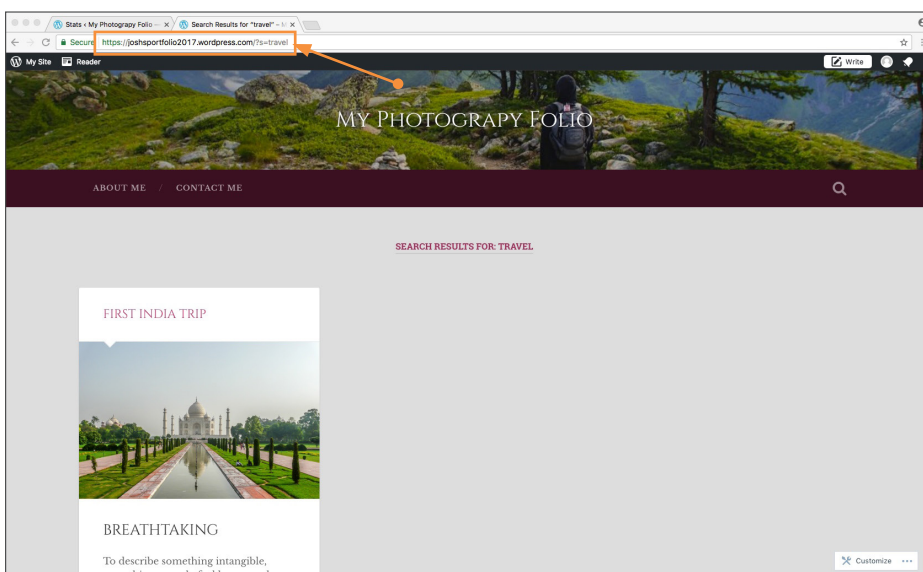 Stats ‹ My Photograpy Folio —
Search Results for "travel" – M
Secure https://joshsportfolio2017.wordpress.com/?s=travel
My Site Reader Write
MY PHOTOGRAPY FOLIO
ABOUT ME / CONTACT ME
SEARCH RESULTS FOR: TRAVEL
FIRST INDIA TRIP
BREATHTAKING
To describe something intangible,
Customize